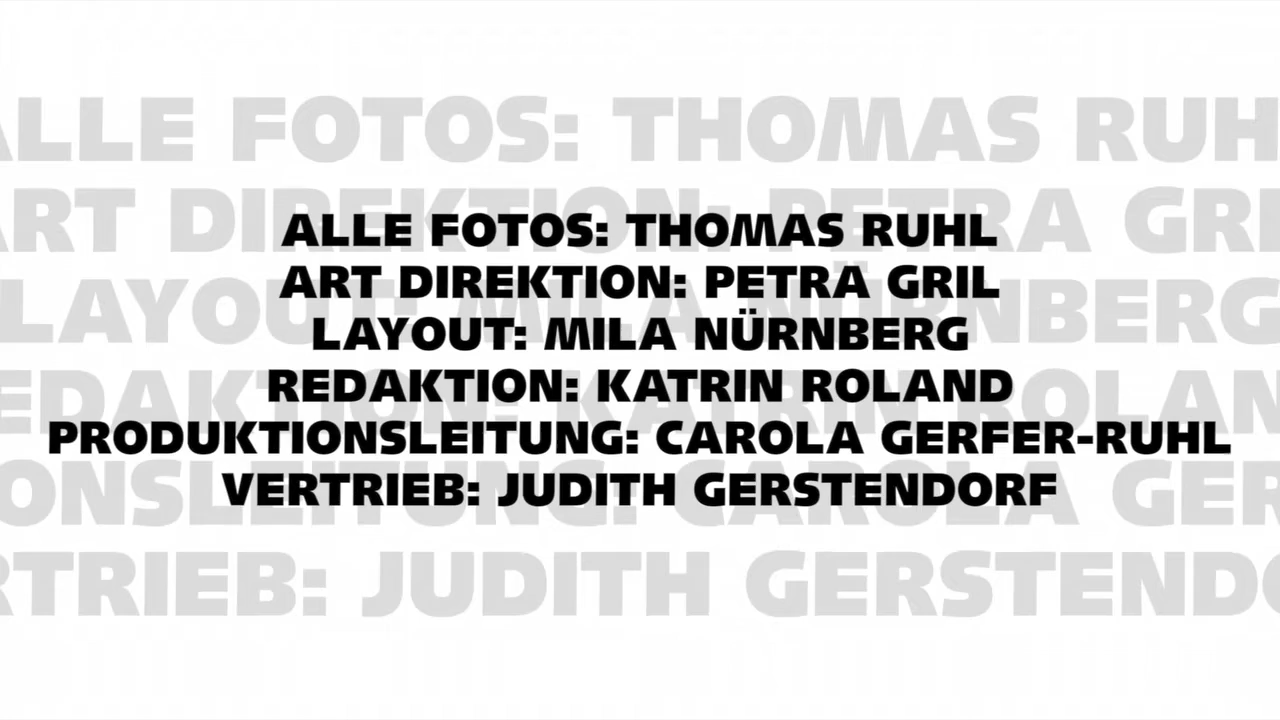 ALLE FOTOS: THOMAS RUHL
ART DIREKTION: PETRA GRIL
LAYOUT: MILA NÜRNBERG
REDAKTION: KATRIN ROLAND
PRODUKTIONSLEITUNG: CAROLA GERFER-RUHL
VERTRIEB: JUDITH GERSTENDORF